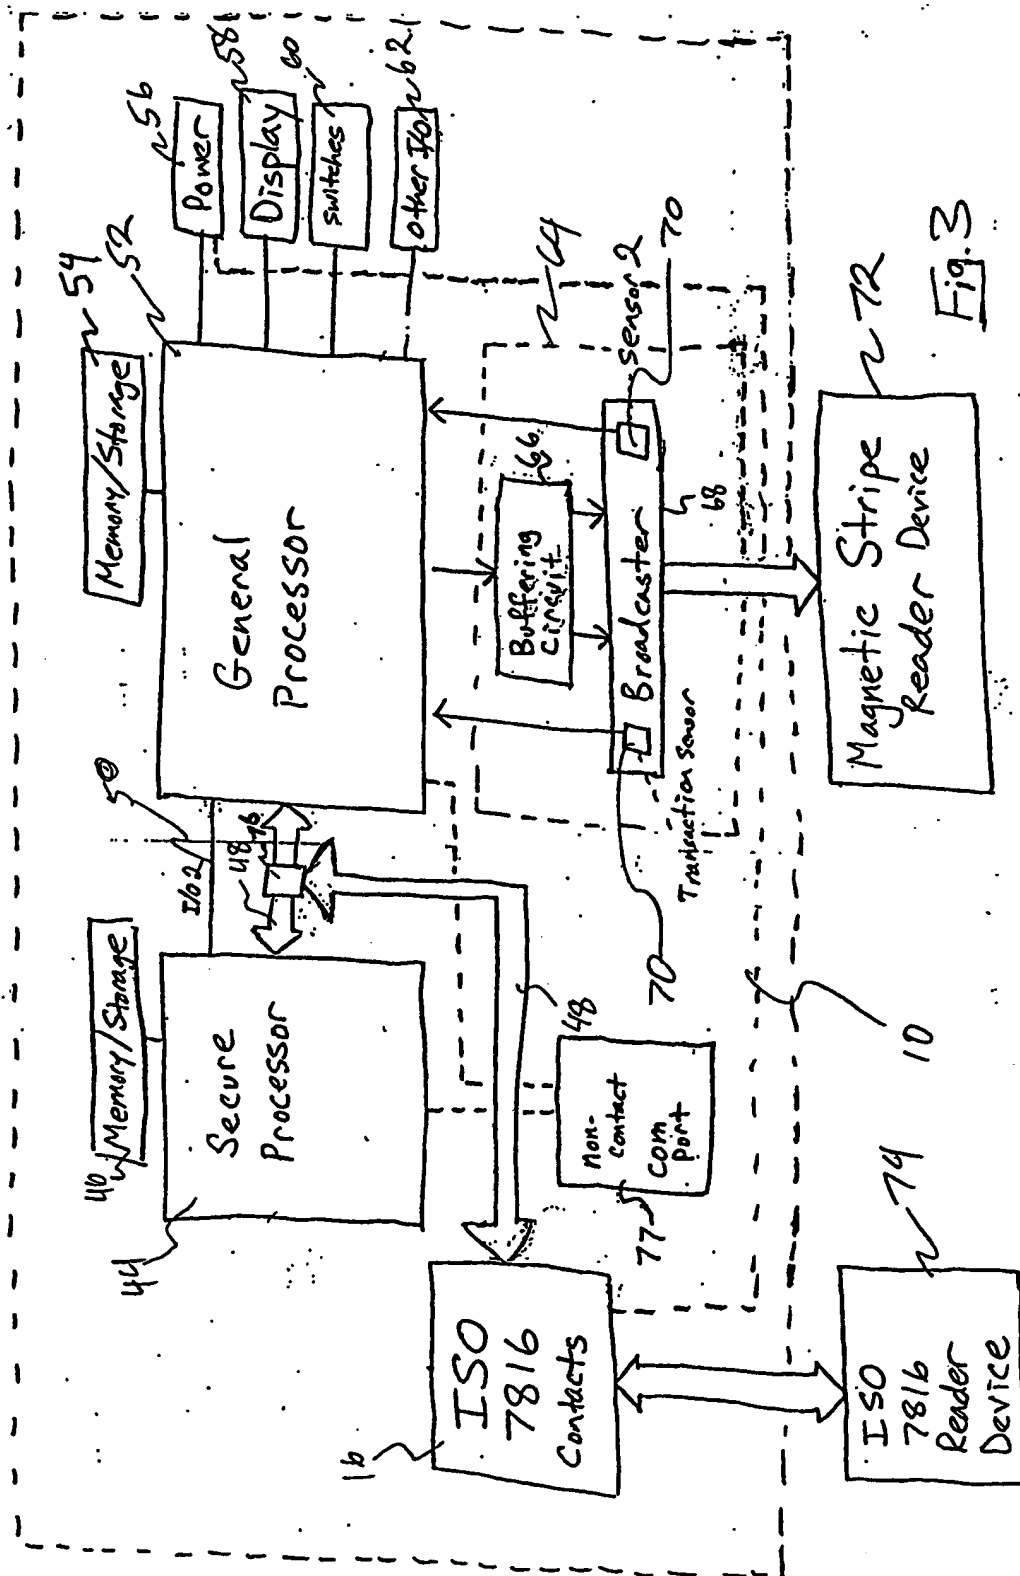 46
Memory/Storage
44
Secure
Processor
I/O2
50
48
76
Memory/Storage
54
52
General
Processor
Power
56
Display
58
switches
60
Other I/O
62.1
16
ISO
7816
Contacts
48
77
Non-
Contact
Com
Port
64
Buffering
Circuit
66
Broadcaster
68
Transaction Sensor
70
Sensor 2
70
10
ISO
7816
Reader
Device
74
Magnetic Stripe
Reader Device
72
Fig.3